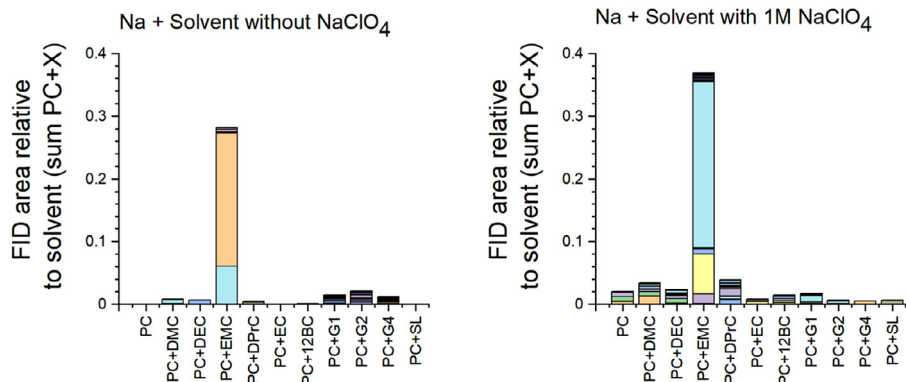 Na + Solvent without NaClO4
FID area relative
to solvent (sum PC+X)
0.4
0.3
0.2
0.1
0
PC
PC+DMC
PC+DEC
PC+EMC
PC+DPrC
PC+EC
PC+12BC
PC+G1
PC+G2
PC+G4
PC+SL
Na + Solvent with 1M NaClO4
FID area relative
to solvent (sum PC+X)
0.4
0.3
0.2
0.1
0
PC
PC+DMC
PC+DEC
PC+EMC
PC+DPrC
PC+EC
PC+12BC
PC+G1
PC+G2
PC+G4
PC+SL